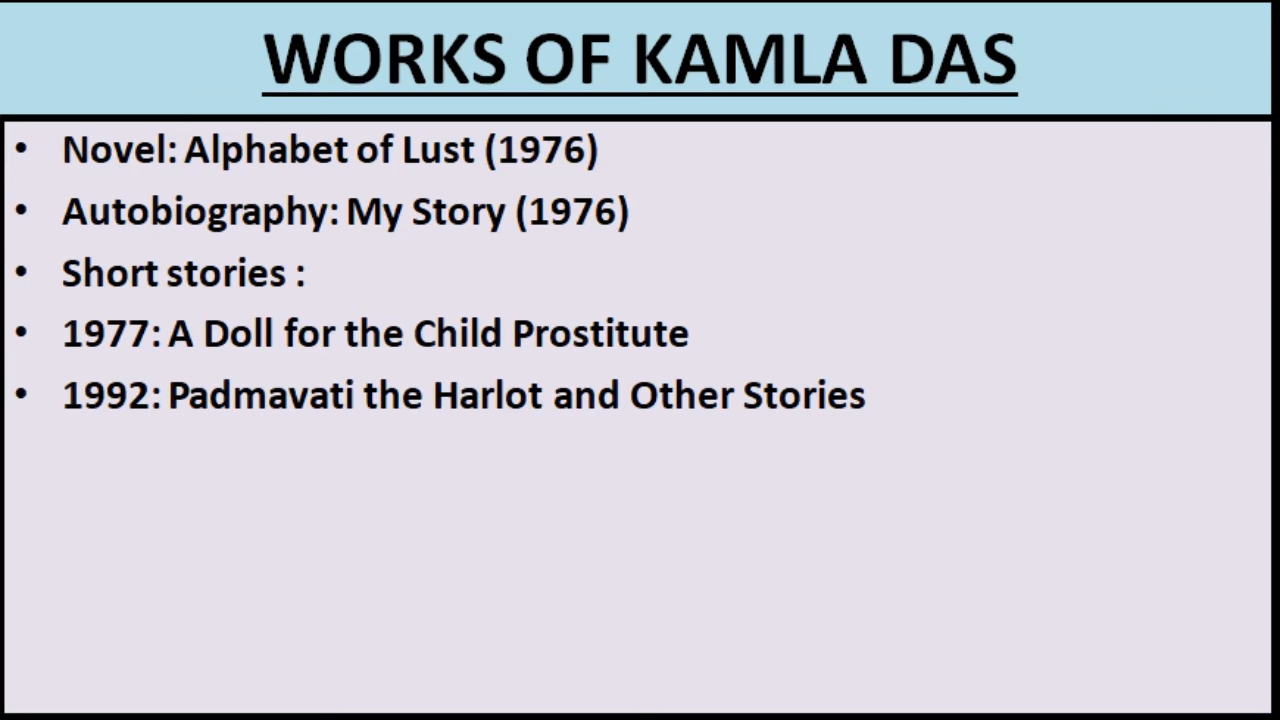 WORKS OF KAMLA DAS
• Novel: Alphabet of Lust (1976)
• Autobiography: My Story (1976)
• Short stories :
• 1977: A Doll for the Child Prostitute
• 1992: Padmavati the Harlot and Other Stories